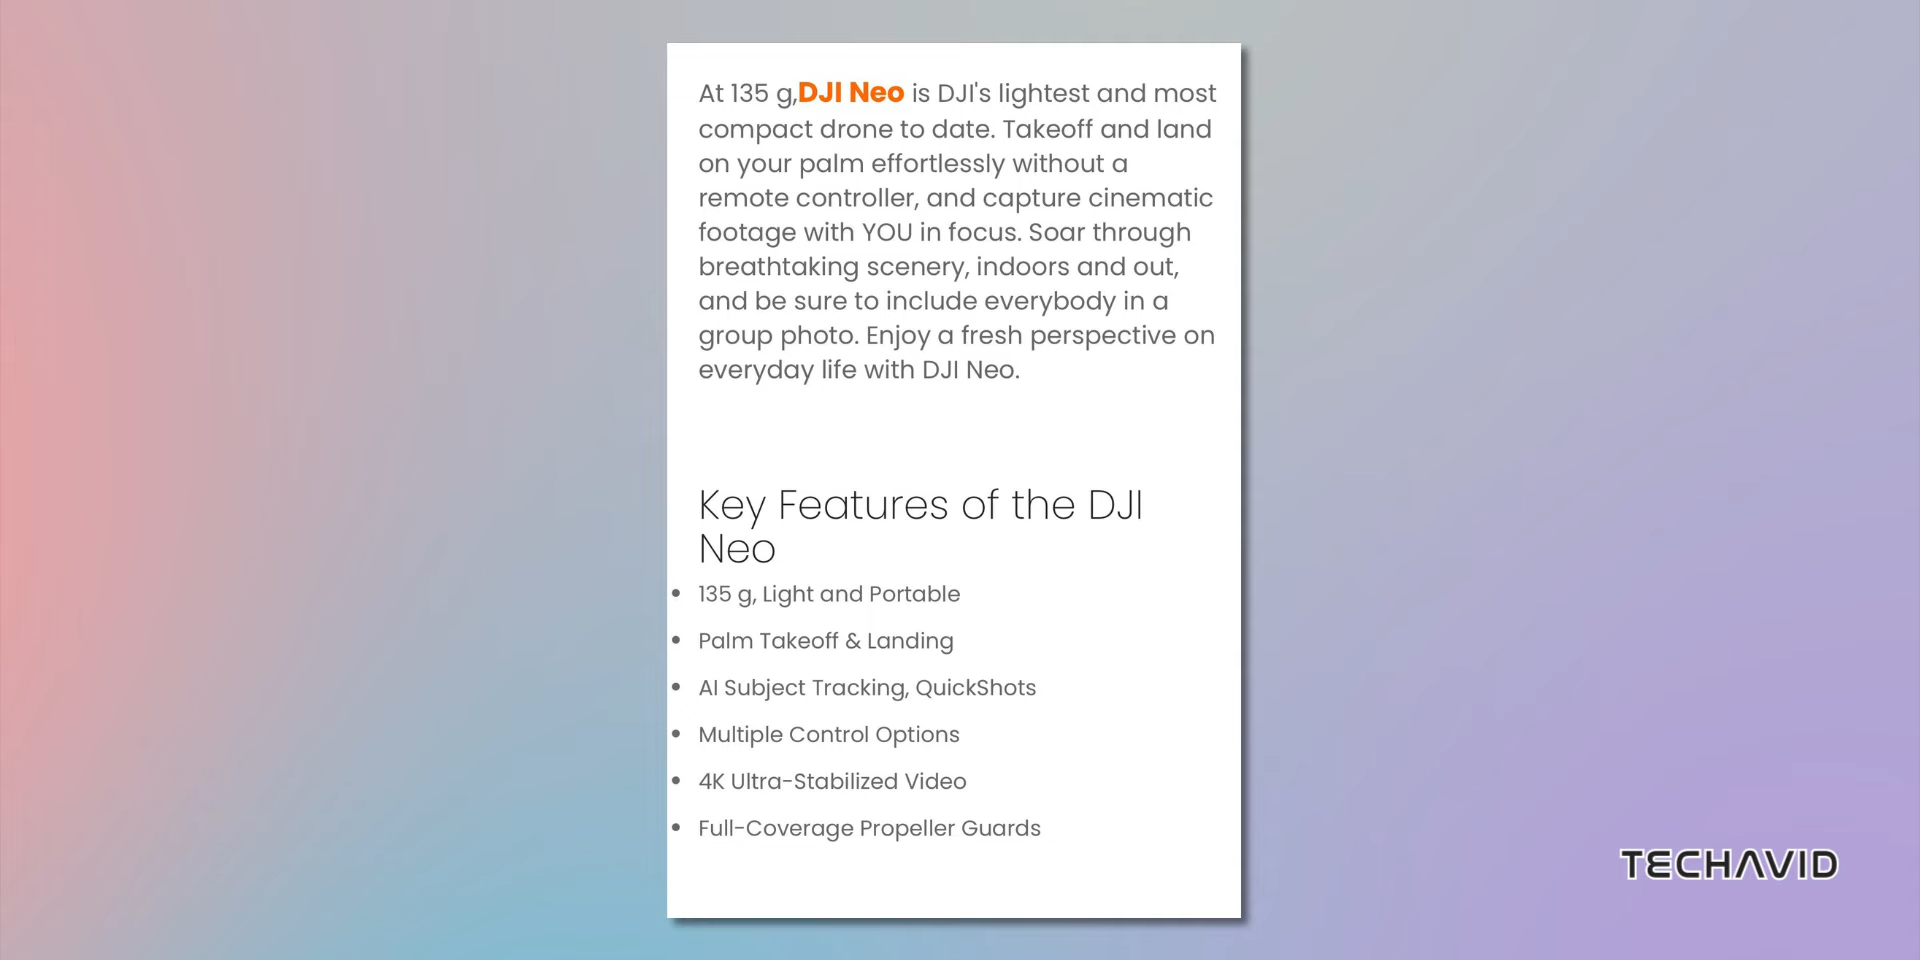 At 135 g,DJI Neo is DJI's lightest and most
compact drone to date. Takeoff and land
on your palm effortlessly without a
remote controller, and capture cinematic
footage with YOU in focus. Soar through
breathtaking scenery, indoors and out,
and be sure to include everybody in a
group photo. Enjoy a fresh perspective on
everyday life with DJI Neo.
Key Features of the DJI
Neo
• 135 g, Light and Portable
• Palm Takeoff & Landing
• AI Subject Tracking, QuickShots
• Multiple Control Options
• 4K Ultra-Stabilized Video
• Full-Coverage Propeller Guards
TECHAVID